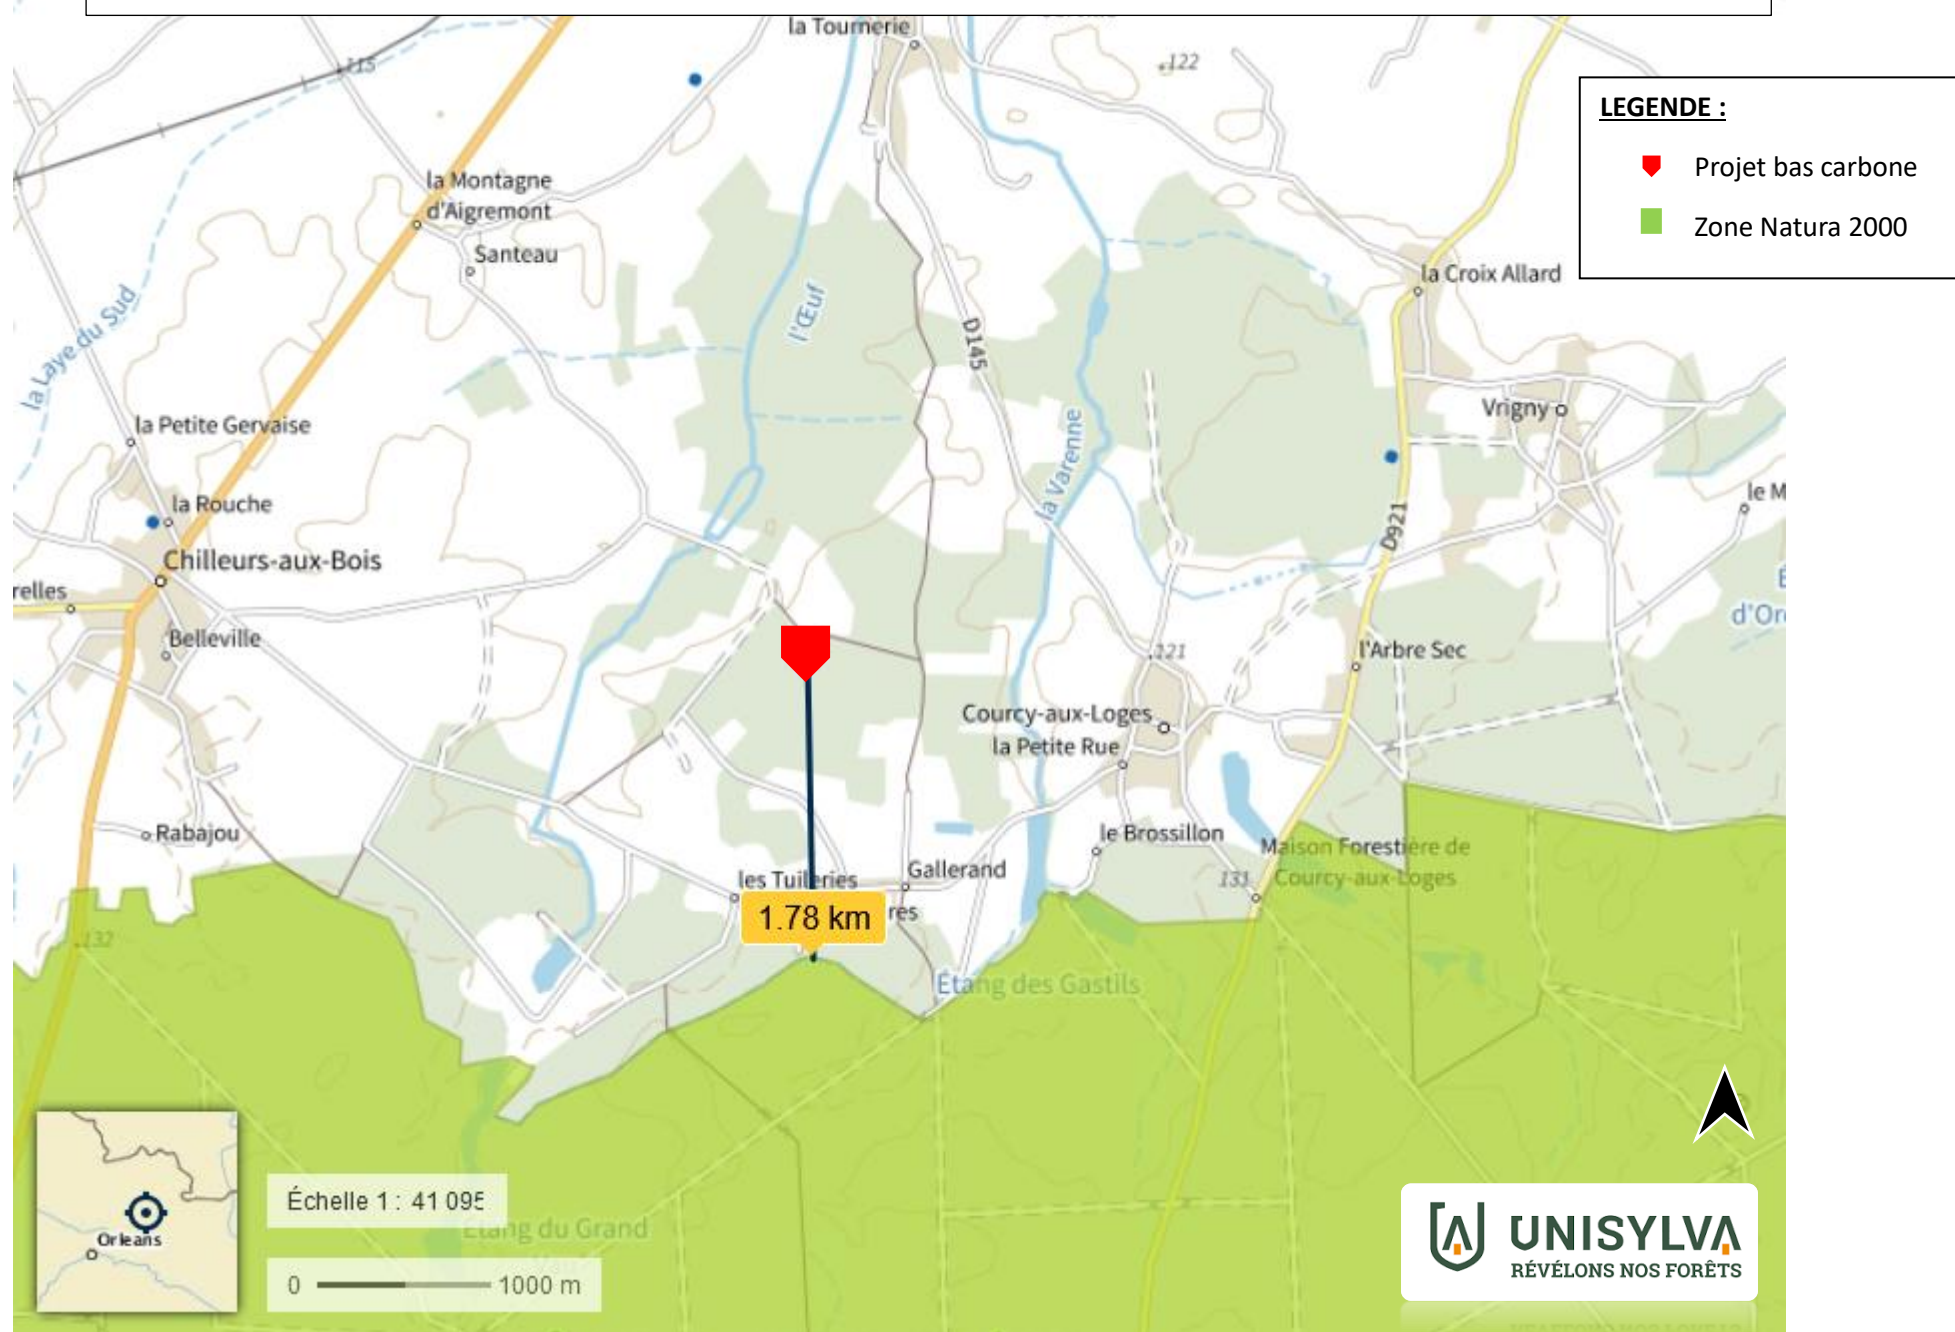 la Tournerie
115
122
LEGENDE :
Projet bas carbone
Zone Natura 2000
la Montagne
d'Aigremont
Santeau
la Croix Allard
l'Œuf
D145
la Laye du Sud
la Petite Gervaise
Vrigny
la Varenne
la Rouche
le M
D921
Chilleurs-aux-Bois
relles
d'Or
Belleville
121
l'Arbre Sec
Courcy-aux-Loges
la Petite Rue
Rabajou
le Brossillon
Maison Forestière de
Courcy-aux-Loges
les Tuileries
Gallerand
131
1.78 km
res
132
Étang des Gastils
Orleans
Échelle 1 : 41 095
Etang du Grand
0
1000 m
UNISYLVA
RÉVÉLONS NOS FORÊTS